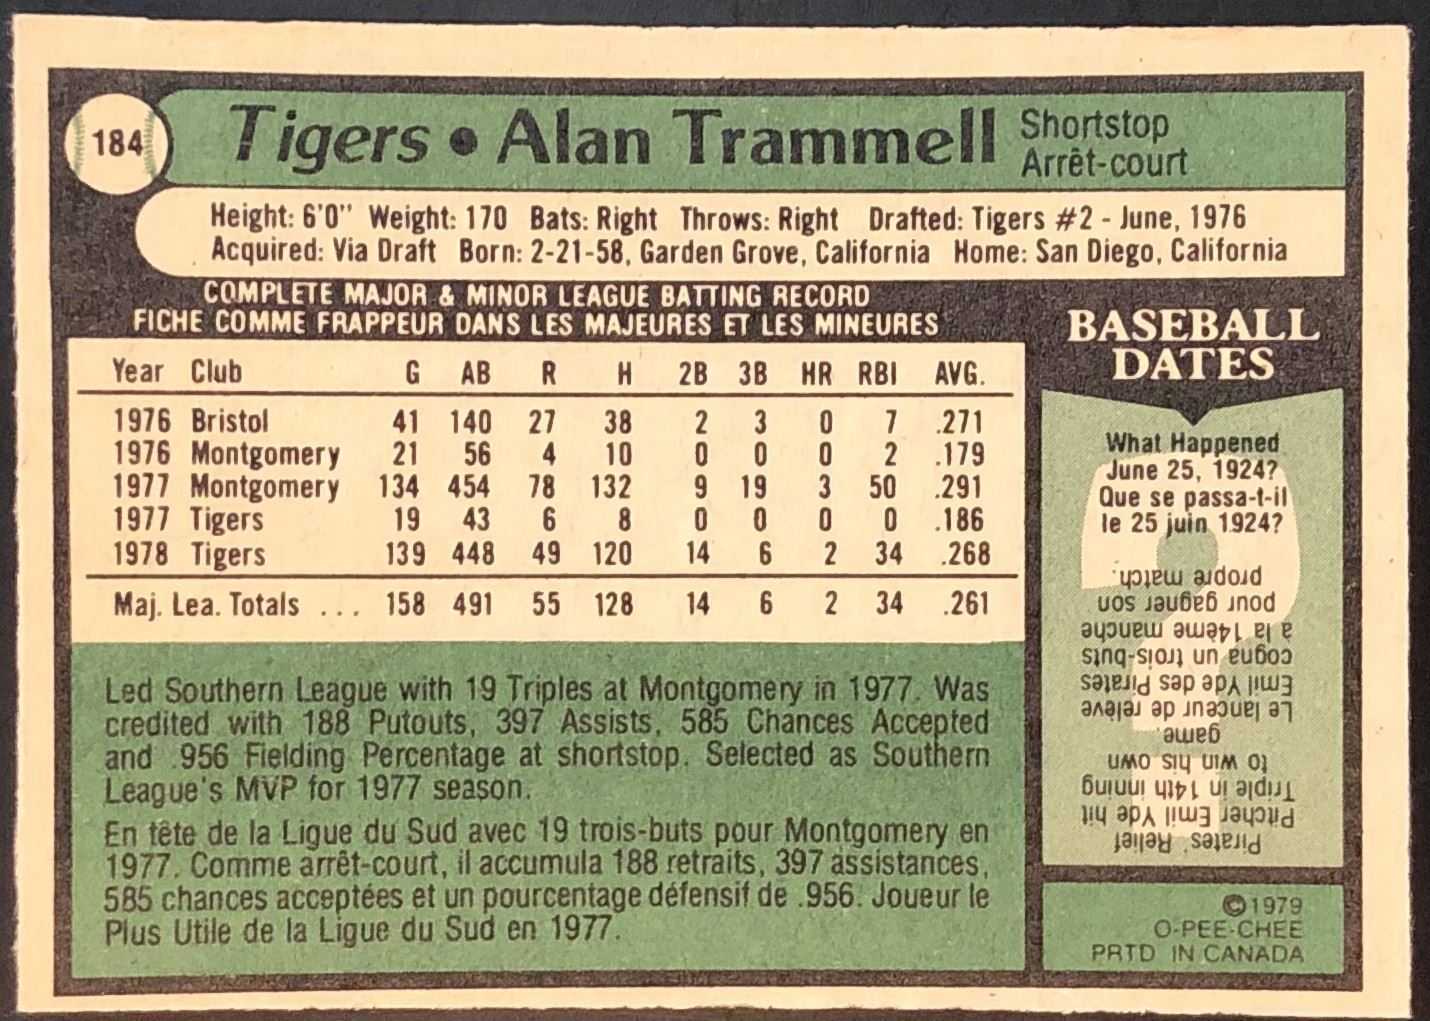 184
Tigers • Alan Trammell
Shortstop
Arrêt-court
Height: 6'0" Weight: 170 Bats: Right Throws: Right Drafted: Tigers #2 - June, 1976
Acquired: Via Draft Born: 2-21-58, Garden Grove, California Home: San Diego, California
COMPLETE MAJOR & MINOR LEAGUE BATTING RECORD
FICHE COMME FRAPPEUR DANS LES MAJEURES ET LES MINEURES
Year Club G AB R H 2B 3B HR RBI AVG.
1976 Bristol 41 140 27 38 2 3 0 7 .271
1976 Montgomery 21 56 4 10 0 0 0 2 .179
1977 Montgomery 134 454 78 132 9 19 3 50 .291
1977 Tigers 19 43 6 8 0 0 0 0 .186
1978 Tigers 139 448 49 120 14 6 2 34 .268
Maj. Lea. Totals ... 158 491 55 128 14 6 2 34 .261
Led Southern League with 19 Triples at Montgomery in 1977. Was
credited with 188 Putouts, 397 Assists, 585 Chances Accepted
and .956 Fielding Percentage at shortstop. Selected as Southern
League's MVP for 1977 season.
En tête de la Ligue du Sud avec 19 trois-buts pour Montgomery en
1977. Comme arrêt-court, il accumula 188 retraits, 397 assistances,
585 chances acceptées et un pourcentage défensif de .956. Joueur le
Plus Utile de la Ligue du Sud en 1977.
BASEBALL
DATES
What Happened
June 25, 1924?
Que se passa-t-il
le 25 juin 1924?
Pirates' Relief
Pitcher Emil Yde hit
Triple in 14th inning
to win his own
game.
Le lanceur de relève
Emil Yde des Pirates
cogna un trois-buts
à la 14ème manche
pour gagner son
propre match.
©1979
O-PEE-CHEE
PRTD IN CANADA